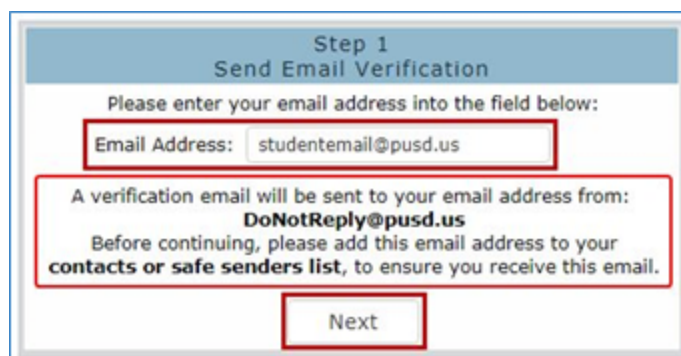 Step 1
Send Email Verification
Please enter your email address into the field below:
Email Address: studentemail@pusd.us
A verification email will be sent to your email address from:
DoNotReply@pusd.us
Before continuing, please add this email address to your
contacts or safe senders list, to ensure you receive this email.
Next